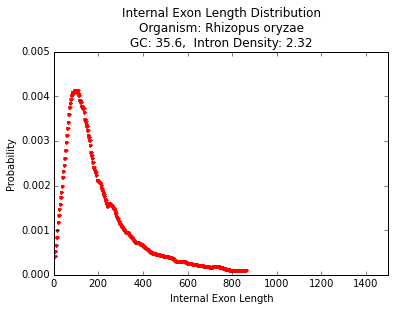 Internal Exon Length Distribution
Organism: Rhizopus oryzae
GC: 35.6,  Intron Density: 2.32
0.005
0.004
0.003
0.002
0.001
0.000
Probability
0 200 400 600 800 1000 1200 1400
Internal Exon Length